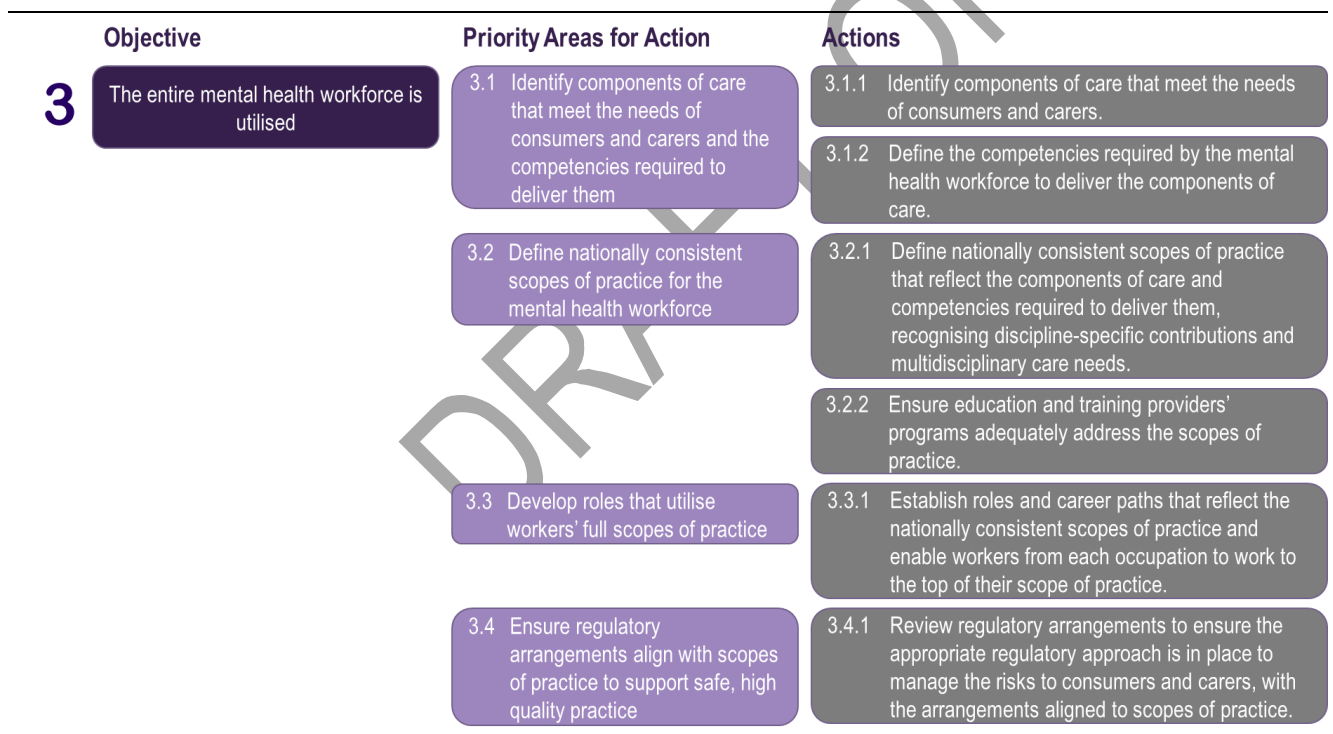 Objective
Priority Areas for Action
Actions
3
The entire mental health workforce is
utilised
3.1 Identify components of care
that meet the needs of
consumers and carers and the
competencies required to
deliver them
3.1.1 Identify components of care that meet the needs
of consumers and carers.
3.1.2 Define the competencies required by the mental
health workforce to deliver the components of
care.
3.2 Define nationally consistent
scopes of practice for the
mental health workforce
3.2.1 Define nationally consistent scopes of practice
that reflect the components of care and
competencies required to deliver them,
recognising discipline-specific contributions and
multidisciplinary care needs.
3.2.2 Ensure education and training providers’
programs adequately address the scopes of
practice.
3.3 Develop roles that utilise
workers’ full scopes of practice
3.3.1 Establish roles and career paths that reflect the
nationally consistent scopes of practice and
enable workers from each occupation to work to
the top of their scope of practice.
3.4 Ensure regulatory
arrangements align with scopes
of practice to support safe, high
quality practice
3.4.1 Review regulatory arrangements to ensure the
appropriate regulatory approach is in place to
manage the risks to consumers and carers, with
the arrangements aligned to scopes of practice.